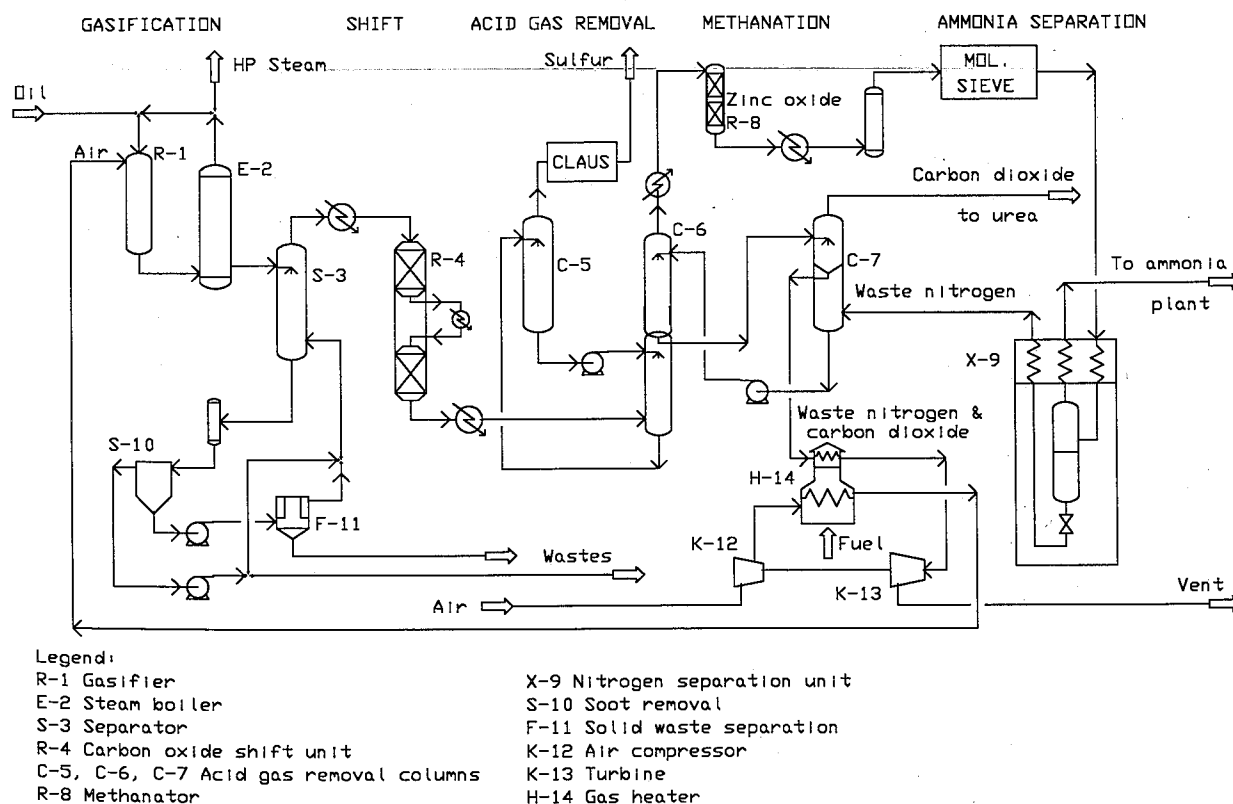 GASIFICATION SHIFT ACID GAS REMOVAL METHANATION AMMONIA SEPARATION
HP Steam
Sulfur
MOL.
SIEVE
Oil
Zinc oxide
R-8
Air
R-1
E-2
CLAUS
Carbon dioxide
to urea
C-6
S-3
R-4
C-5
C-7
To ammonia
plant
Waste nitrogen
X-9
Waste nitrogen &
carbon dioxide
S-10
H-14
F-11
Fuel
K-12
Wastes
K-13
Air
Vent
Legend:
R-1 Gasifier
E-2 Steam boiler
S-3 Separator
R-4 Carbon oxide shift unit
C-5, C-6, C-7 Acid gas removal columns
R-8 Methanator
X-9 Nitrogen separation unit
S-10 Soot removal
F-11 Solid waste separation
K-12 Air compressor
K-13 Turbine
H-14 Gas heater